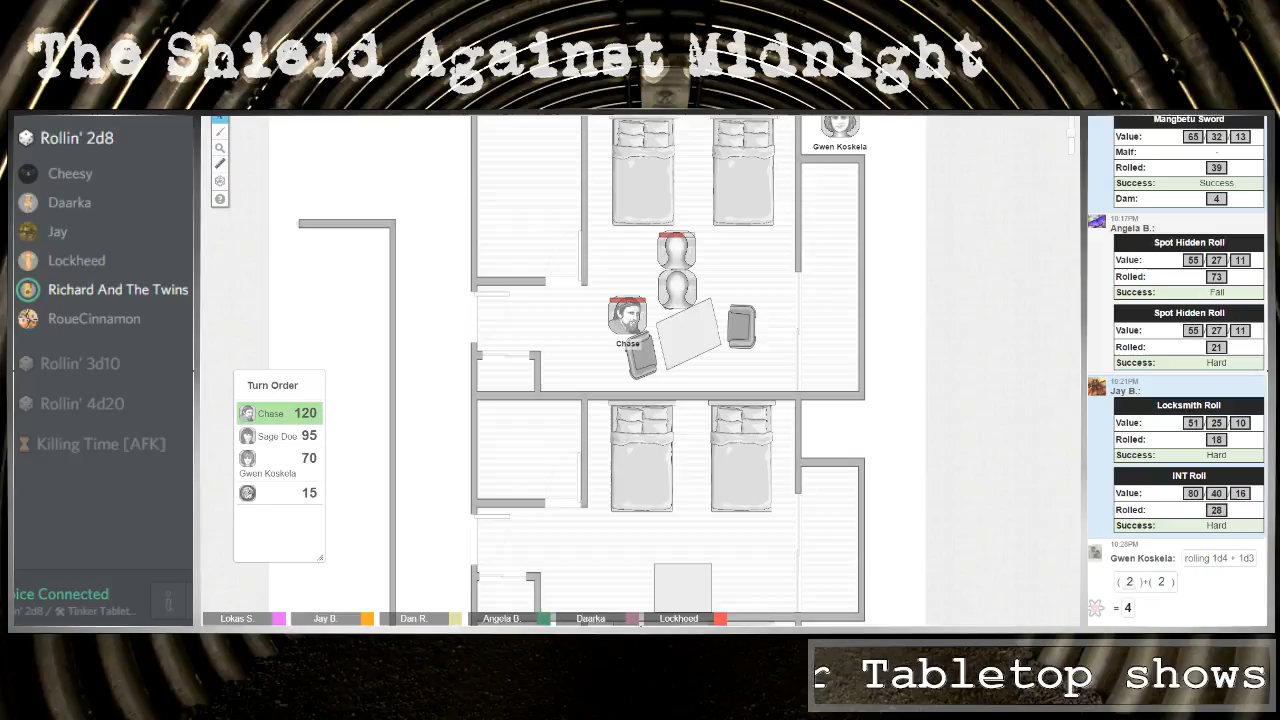 The Shield Against Midnight
Rollin' 2d8
Cheesy
Daarka
Jay
Lockheed
Richard And The Twins
RoueCinnamon
Rollin' 3d10
Rollin' 4d20
Killing Time [AFK]
ice Connected
n' 2d8 / 🛠 Tinker Tablet...
Turn Order
Chase 120
Sage Doe 95
70
Gwen Koskela
15
Gwen Koskela
Chase
Lokas S.
Jay B.
Dan R.
Angela B.
Daarka
Lockheed
Mangbetu Sword
Value: 65 32 13
Malf: -
Rolled: 39
Success: Success
Dam: 4
10:17PM
Angela B.:
Spot Hidden Roll
Value: 55 27 11
Rolled: 73
Success: Fail
Spot Hidden Roll
Value: 55 27 11
Rolled: 21
Success: Hard
10:21PM
Jay B.:
Locksmith Roll
Value: 51 25 10
Rolled: 18
Success: Hard
INT Roll
Value: 80 40 16
Rolled: 28
Success: Hard
10:28PM
Gwen Koskela: rolling 1d4 + 1d3
( 2 )+( 2 )
= 4
r Tabletop shows